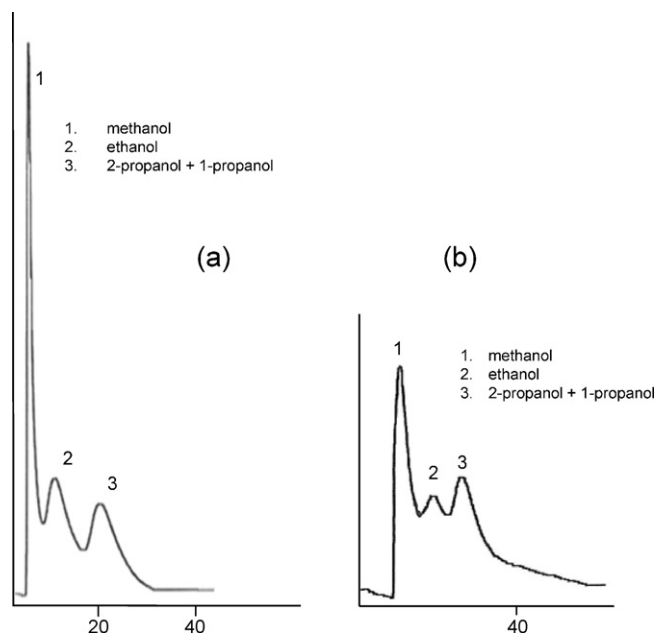 1
1. methanol
2. ethanol
3. 2-propanol + 1-propanol
(a)
2
3
20
40
(b)
1
1. methanol
2. ethanol
3. 2-propanol + 1-propanol
2
3
40